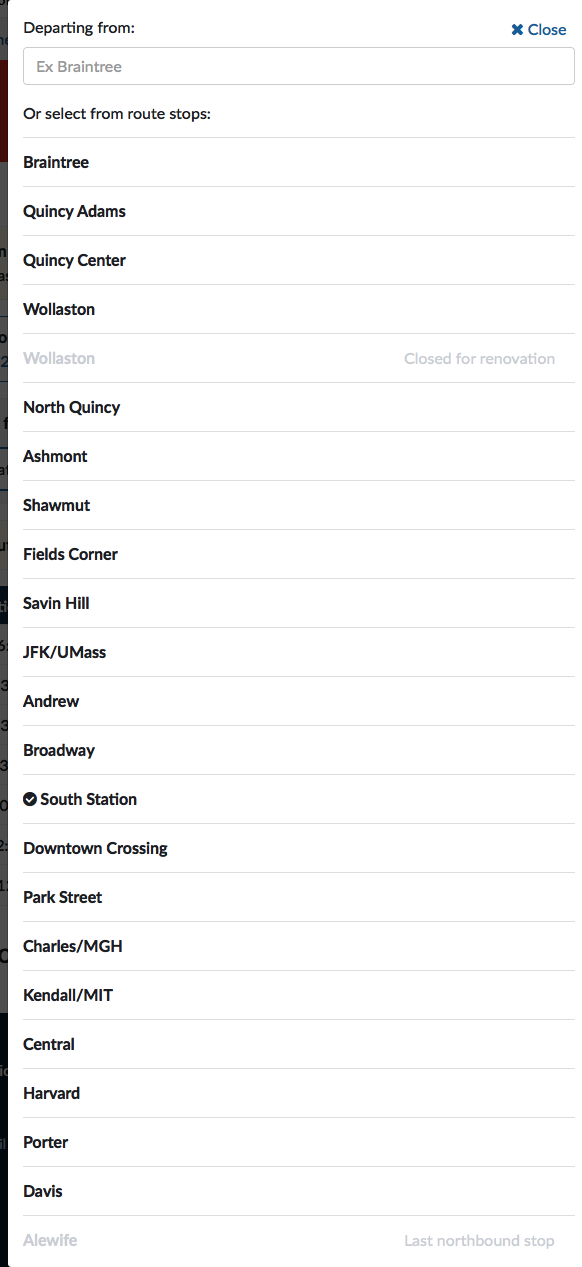 Departing from:
✖ Close
Ex Braintree
Or select from route stops:
Braintree
Quincy Adams
Quincy Center
Wollaston
Wollaston Closed for renovation
North Quincy
Ashmont
Shawmut
Fields Corner
Savin Hill
JFK/UMass
Andrew
Broadway
South Station
Downtown Crossing
Park Street
Charles/MGH
Kendall/MIT
Central
Harvard
Porter
Davis
Alewife Last northbound stop